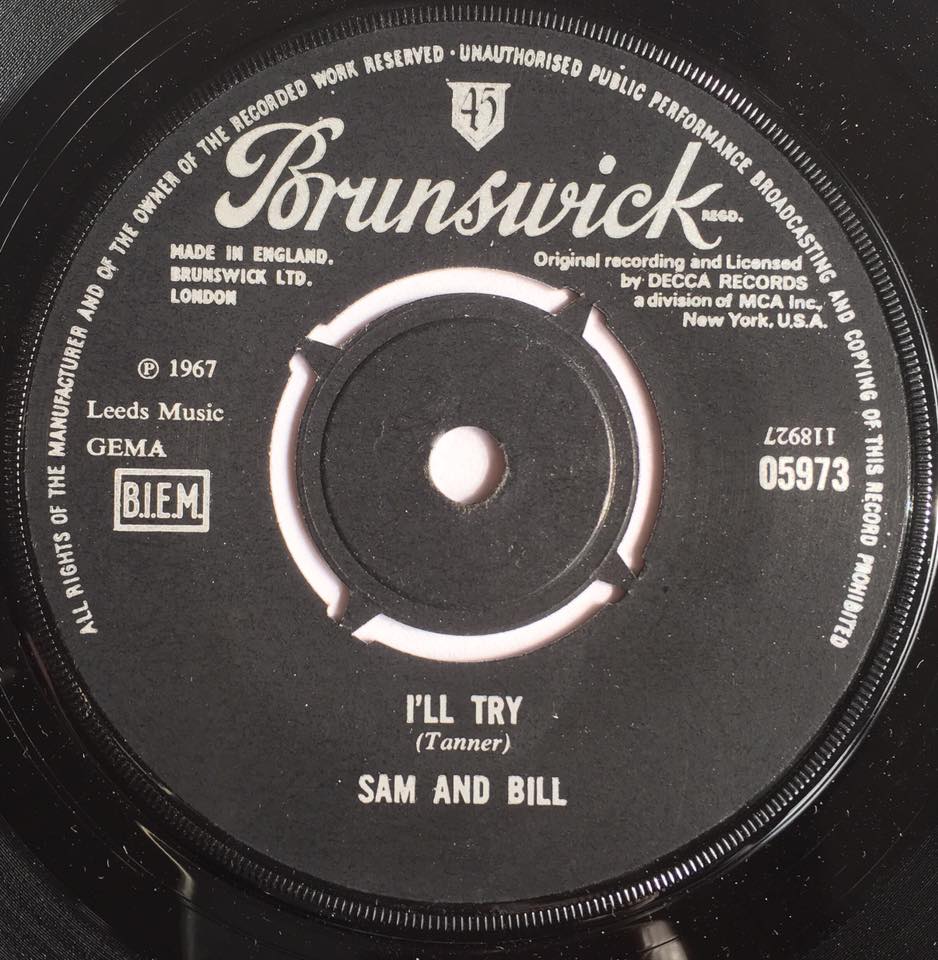 ALL RIGHTS OF THE MANUFACTURER AND OF THE OWNER OF THE RECORDED WORK RESERVED · UNAUTHORISED PUBLIC PERFORMANCE BROADCASTING AND COPYING OF THIS RECORD PROHIBITED
45
Brunswick REGD.
MADE IN ENGLAND.
BRUNSWICK LTD.
LONDON
Original recording and Licensed
by DECCA RECORDS
a division of MCA Inc.,
New York, U.S.A.
℗ 1967
Leeds Music
GEMA
B.I.E.M.
118927
05973
I'LL TRY
(Tanner)
SAM AND BILL